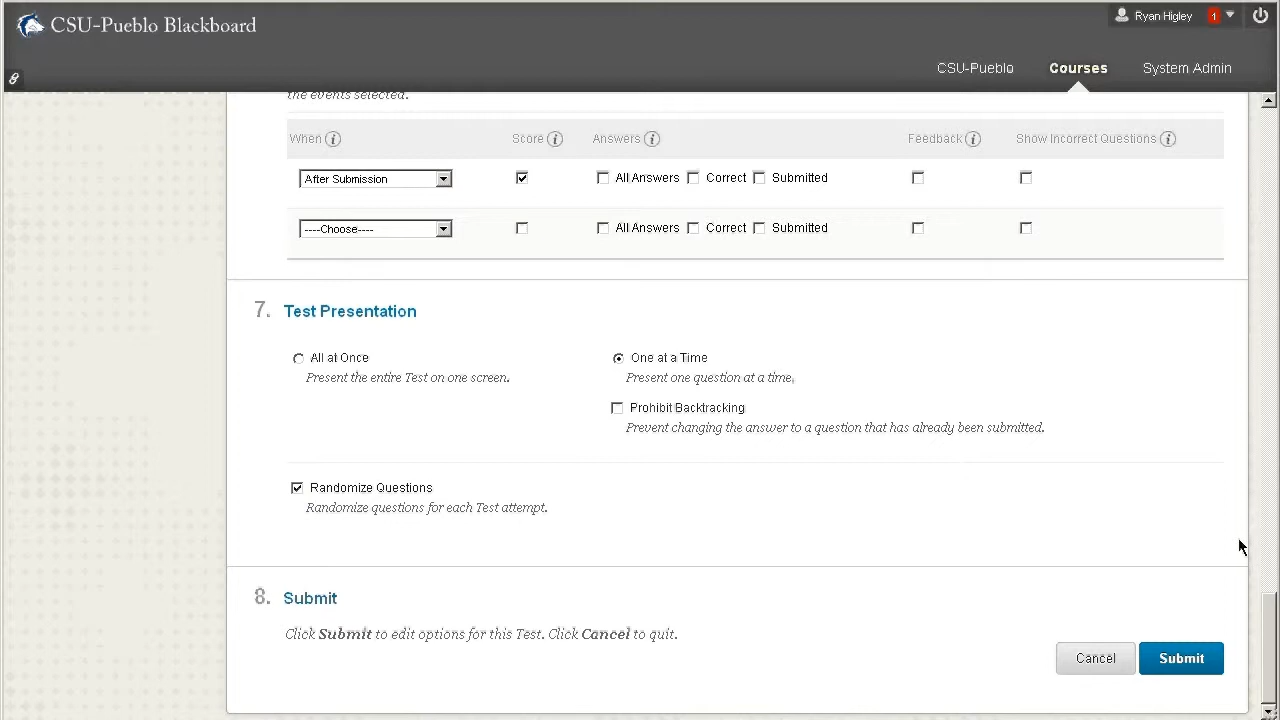 CSU-Pueblo Blackboard
Ryan Higley 1
CSU-Pueblo Courses System Admin
the events selected.
When Score Answers Feedback Show Incorrect Questions
After Submission All Answers Correct Submitted
----Choose---- All Answers Correct Submitted
7. Test Presentation
All at Once One at a Time
Present the entire Test on one screen. Present one question at a time.
Prohibit Backtracking
Prevent changing the answer to a question that has already been submitted.
Randomize Questions
Randomize questions for each Test attempt.
8. Submit
Click Submit to edit options for this Test. Click Cancel to quit.
Cancel Submit